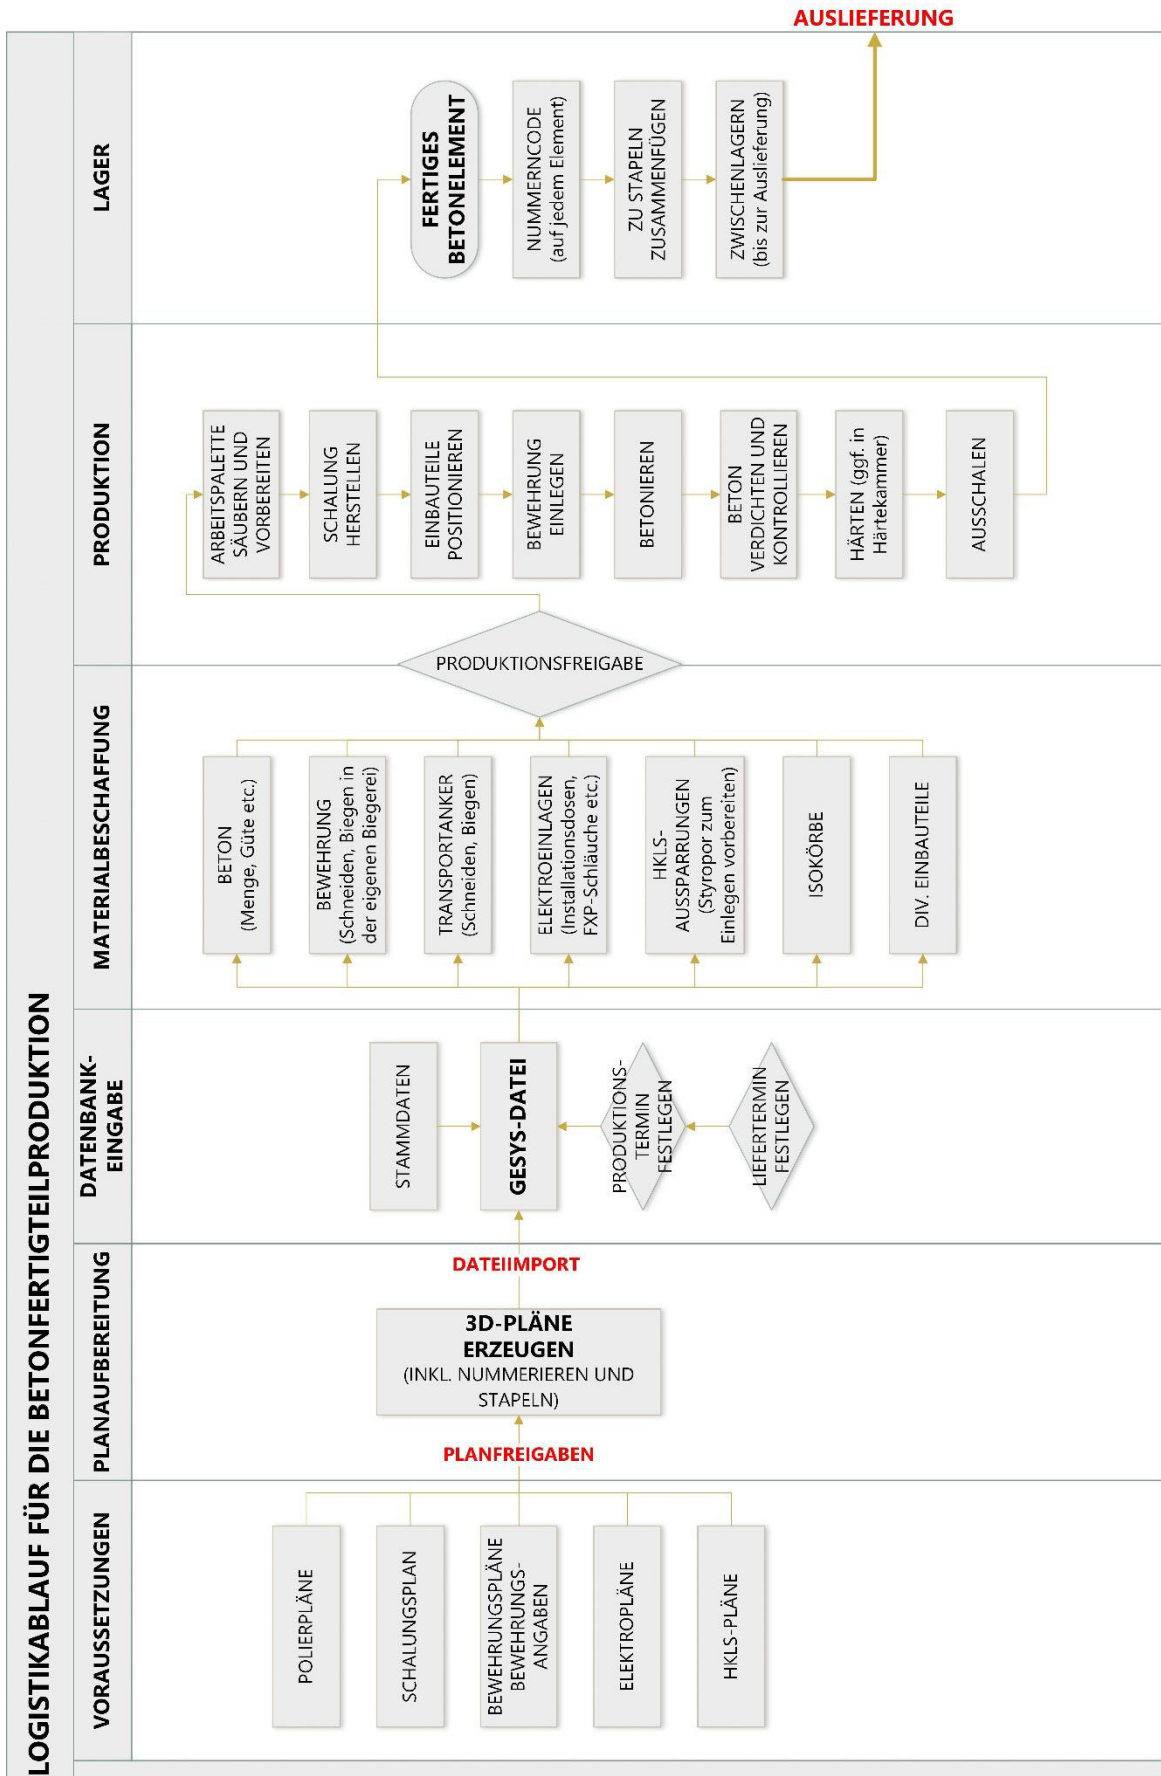 LOGISTIKABLAUF FÜR DIE BETONFERTIGTEILPRODUKTION
VORAUSSETZUNGEN
POLIERPLÄNE
SCHALUNGSPLAN
BEWEHRUNGSPLÄNE
BEWEHRUNGS-
ANGABEN
ELEKTROPLÄNE
HKLS-PLÄNE
PLANAUFBEREITUNG
PLANFREIGABEN
3D-PLÄNE
ERZEUGEN
(INKL. NUMMERIEREN UND
STAPELN)
DATEIIMPORT
DATENBANK-
EINGABE
STAMMDATEN
GESYS-DATEI
PRODUKTIONS-
TERMIN
FESTLEGEN
LIEFERTERMIN
FESTLEGEN
MATERIALBESCHAFFUNG
BETON
(Menge, Güte etc.)
BEWEHRUNG
(Schneiden, Biegen in
der eigenen Biegerei)
TRANSPORTANKER
(Schneiden, Biegen)
ELEKTROEINLAGEN
(Installationsdosen,
FXP-Schläuche etc.)
HKLS-
AUSSPARRUNGEN
(Styropor zum
Einlegen vorbereiten)
ISOKÖRBE
DIV. EINBAUTEILE
PRODUKTIONSFREIGABE
PRODUKTION
ARBEITSPALETTE
SÄUBERN UND
VORBEREITEN
SCHALUNG
HERSTELLEN
EINBAUTEILE
POSITIONIEREN
BEWEHRUNG
EINLEGEN
BETONIEREN
BETON
VERDICHTEN UND
KONTROLLIEREN
HÄRTEN (ggf. in
Härtekammer)
AUSSCHALEN
LAGER
FERTIGES
BETONELEMENT
NUMMERNCODE
(auf jedem Element)
ZU STAPELN
ZUSAMMENFÜGEN
ZWISCHENLAGERN
(bis zur Auslieferung)
AUSLIEFERUNG